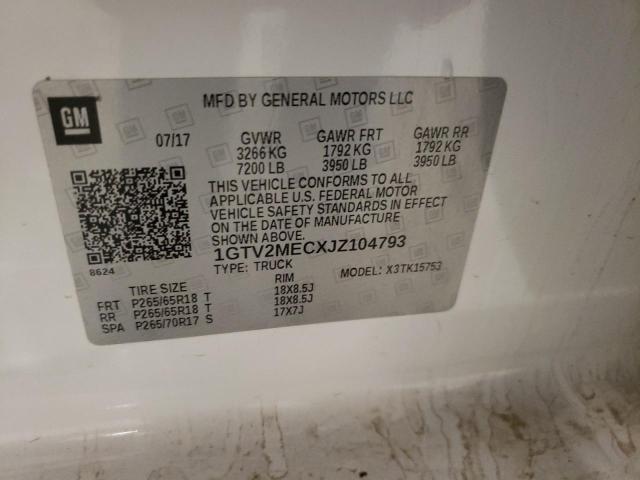 GM
MFD BY GENERAL MOTORS LLC
07/17 GVWR GAWR FRT GAWR RR
3266 KG 1792 KG 1792 KG
7200 LB 3950 LB 3950 LB
THIS VEHICLE CONFORMS TO ALL
APPLICABLE U.S. FEDERAL MOTOR
VEHICLE SAFETY STANDARDS IN EFFECT
ON THE DATE OF MANUFACTURE
SHOWN ABOVE.
1GTV2MECXJZ104793
8624
TYPE: TRUCK MODEL: X3TK15753
TIRE SIZE RIM
FRT P265/65R18 T 18X8.5J
RR P265/65R18 T 18X8.5J
SPA P265/70R17 S 17X7J